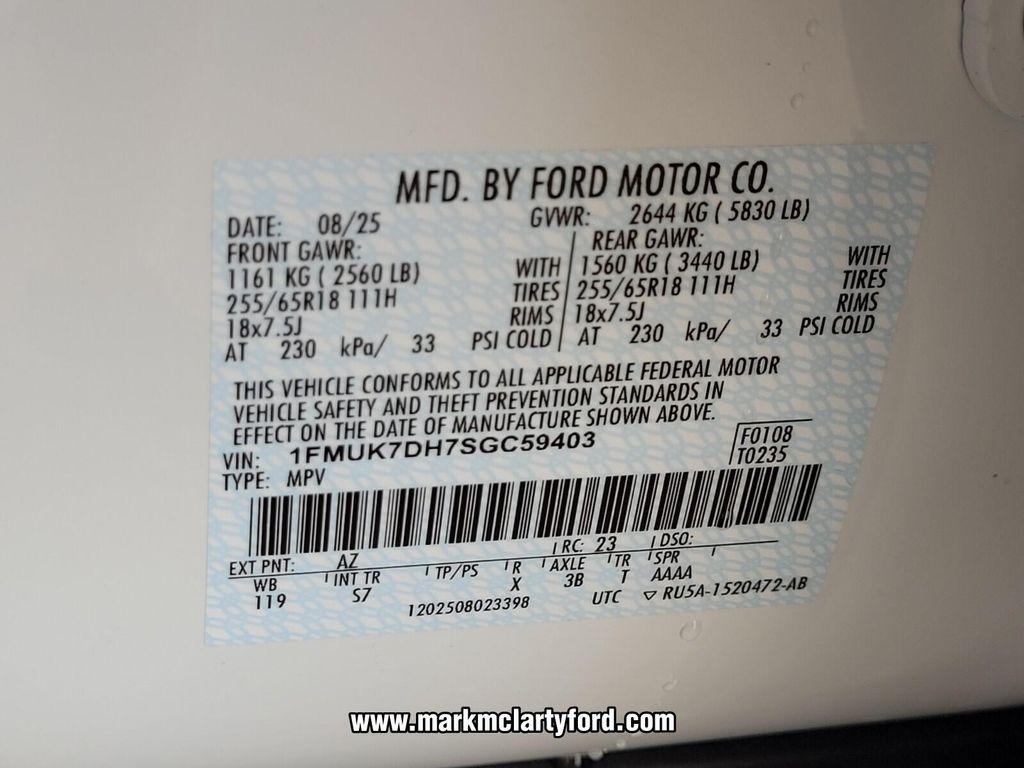 MFD. BY FORD MOTOR CO.
DATE: 08/25 GVWR: 2644 KG ( 5830 LB)
FRONT GAWR: REAR GAWR:
1161 KG ( 2560 LB) WITH 1560 KG ( 3440 LB) WITH
255/65R18 111H TIRES 255/65R18 111H TIRES
18x7.5J RIMS 18x7.5J RIMS
AT 230 kPa/ 33 PSI COLD AT 230 kPa/ 33 PSI COLD
THIS VEHICLE CONFORMS TO ALL APPLICABLE FEDERAL MOTOR
VEHICLE SAFETY AND THEFT PREVENTION STANDARDS IN
EFFECT ON THE DATE OF MANUFACTURE SHOWN ABOVE.
VIN: 1FMUK7DH7SGC59403 F0108
TYPE: MPV T0235
EXT PNT: AZ RC: 23 DSO:
WB INT TR TP/PS R AXLE TR SPR
119 S7 X 3B T AAAA
1202508023398 UTC ▽ RU5A-1520472-AB
www.markmclartyford.com